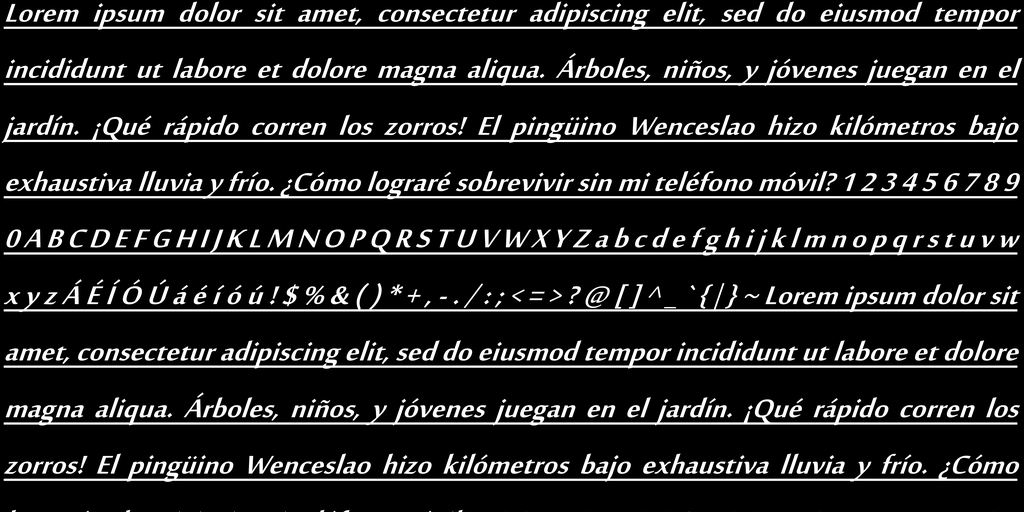 Lorem ipsum dolor sit amet, consectetur adipiscing elit, sed do eiusmod tempor
incididunt ut labore et dolore magna aliqua. Árboles, niños, y jóvenes juegan en el
jardín. ¡Qué rápido corren los zorros! El pingüino Wenceslao hizo kilómetros bajo
exhaustiva lluvia y frío. ¿Cómo lograré sobrevivir sin mi teléfono móvil? 1 2 3 4 5 6 7 8 9
0 A B C D E F G H I J K L M N O P Q R S T U V W X Y Z a b c d e f g h i j k l m n o p q r s t u v w
x y z Á É Í Ó Ú á é í ó ú ! $ % & ( ) * + , - . / : ; < = > ? @ [ ] ^ _ ` { | } ~ Lorem ipsum dolor sit
amet, consectetur adipiscing elit, sed do eiusmod tempor incididunt ut labore et dolore
magna aliqua. Árboles, niños, y jóvenes juegan en el jardín. ¡Qué rápido corren los
zorros! El pingüino Wenceslao hizo kilómetros bajo exhaustiva lluvia y frío. ¿Cómo